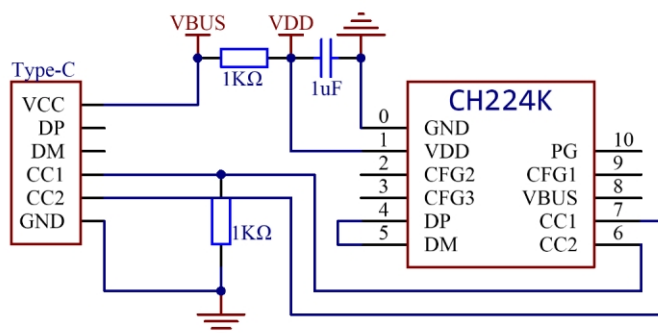 VBUS
VDD
Type-C
1KΩ
1uF
VCC
DP
DM
CC1
CC2
GND
1KΩ
CH224K
0 GND
1 VDD
2 CFG2
3 CFG3
4 DP
5 DM
PG 10
CFG1 9
VBUS 8
CC1 7
CC2 6